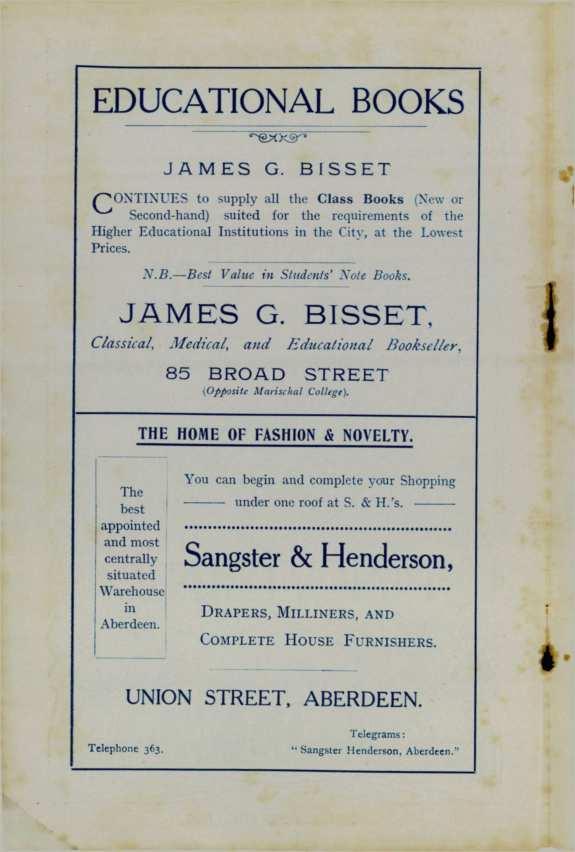 EDUCATIONAL BOOKS
JAMES G. BISSET
CONTINUES to supply all the Class Books (New or
Second-hand) suited for the requirements of the
Higher Educational Institutions in the City, at the Lowest
Prices.
N.B.—Best Value in Students' Note Books.
JAMES G. BISSET,
Classical, Medical, and Educational Bookseller,
85 BROAD STREET
(Opposite Marischal College).
THE HOME OF FASHION & NOVELTY.
The
best
appointed
and most
centrally
situated
Warehouse
in
Aberdeen.
You can begin and complete your Shopping
under one roof at S. & H.'s.
Sangster & Henderson,
DRAPERS, MILLINERS, AND
COMPLETE HOUSE FURNISHERS.
UNION STREET, ABERDEEN.
Telephone 363.
Telegrams:
"Sangster Henderson, Aberdeen."